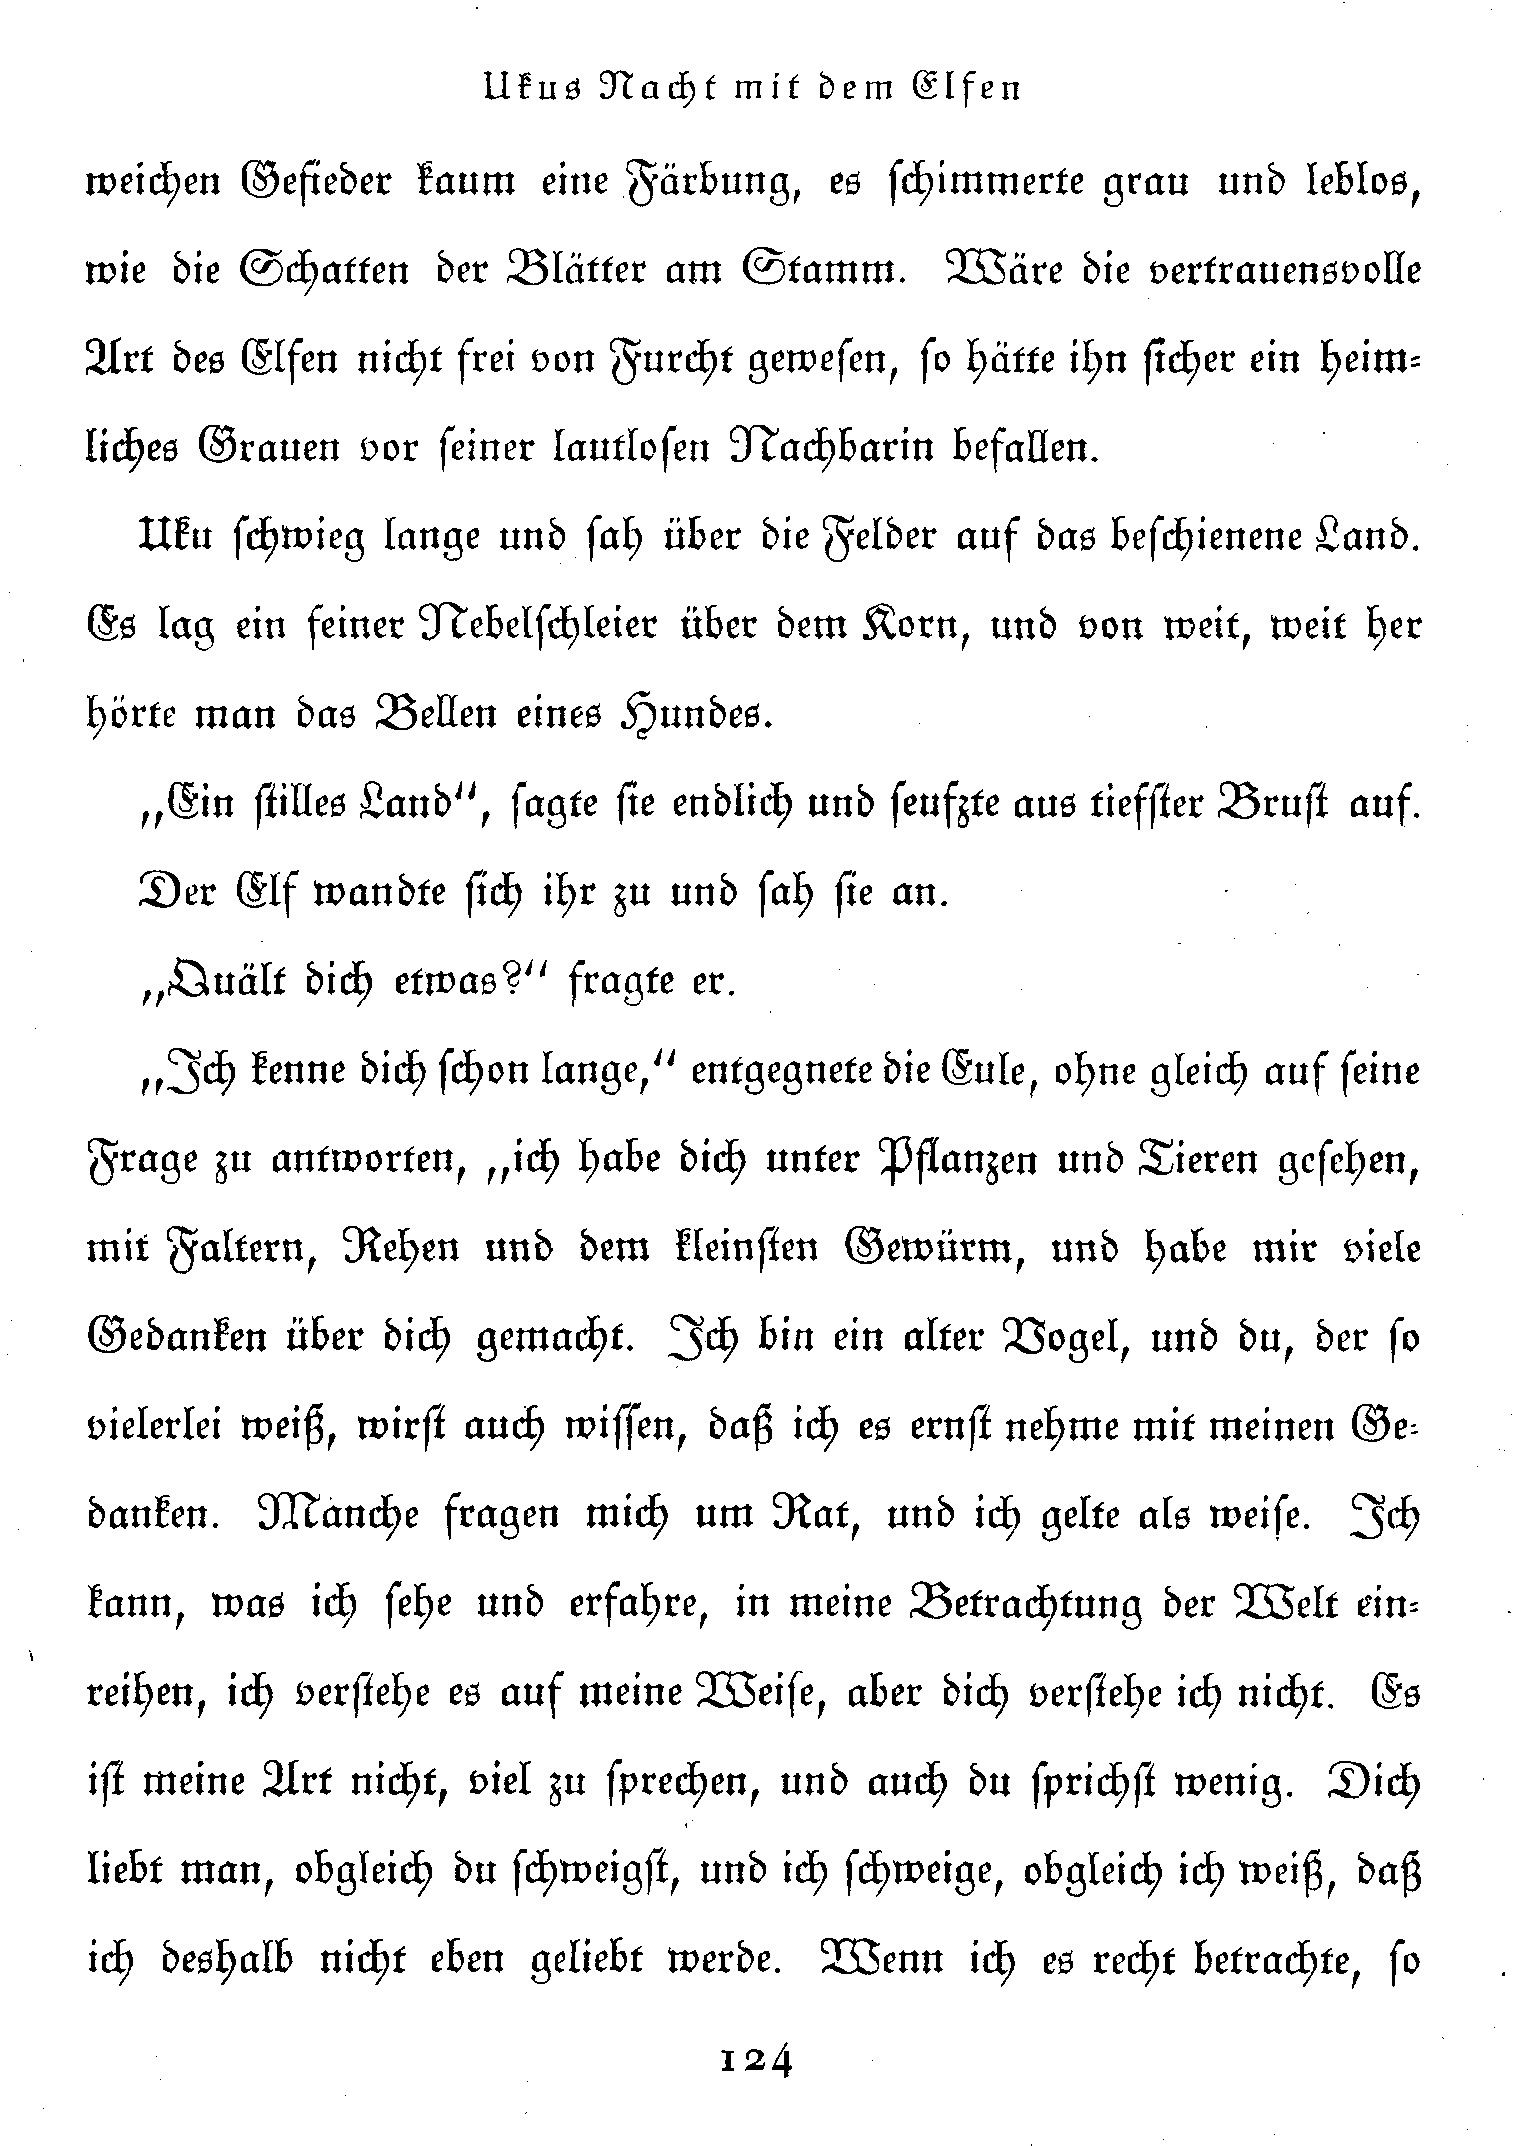 Ukus Nacht mit dem Elfen
weichen Gefieder kaum eine Färbung, es schimmerte grau und leblos,
wie die Schatten der Blätter am Stamm. Wäre die vertrauensvolle
Art des Elfen nicht frei von Furcht gewesen, so hätte ihn sicher ein heim-
liches Grauen vor seiner lautlosen Nachbarin befallen.
Uku schwieg lange und sah über die Felder auf das beschienene Land.
Es lag ein feiner Nebelschleier über dem Korn, und von weit, weit her
hörte man das Bellen eines Hundes.
„Ein stilles Land“, sagte sie endlich und seufzte aus tiefster Brust auf.
Der Elf wandte sich ihr zu und sah sie an.
„Quält dich etwas?“ fragte er.
„Ich kenne dich schon lange,“ entgegnete die Eule, ohne gleich auf seine
Frage zu antworten, „ich habe dich unter Pflanzen und Tieren gesehen,
mit Faltern, Rehen und dem kleinsten Gewürm, und habe mir viele
Gedanken über dich gemacht. Ich bin ein alter Vogel, und du, der so
vielerlei weiß, wirst auch wissen, daß ich es ernst nehme mit meinen Ge-
danken. Manche fragen mich um Rat, und ich gelte als weise. Ich
kann, was ich sehe und erfahre, in meine Betrachtung der Welt ein-
reihen, ich verstehe es auf meine Weise, aber dich verstehe ich nicht. Es
ist meine Art nicht, viel zu sprechen, und auch du sprichst wenig. Dich
liebt man, obgleich du schweigst, und ich schweige, obgleich ich weiß, daß
ich deshalb nicht eben geliebt werde. Wenn ich es recht betrachte, so
124